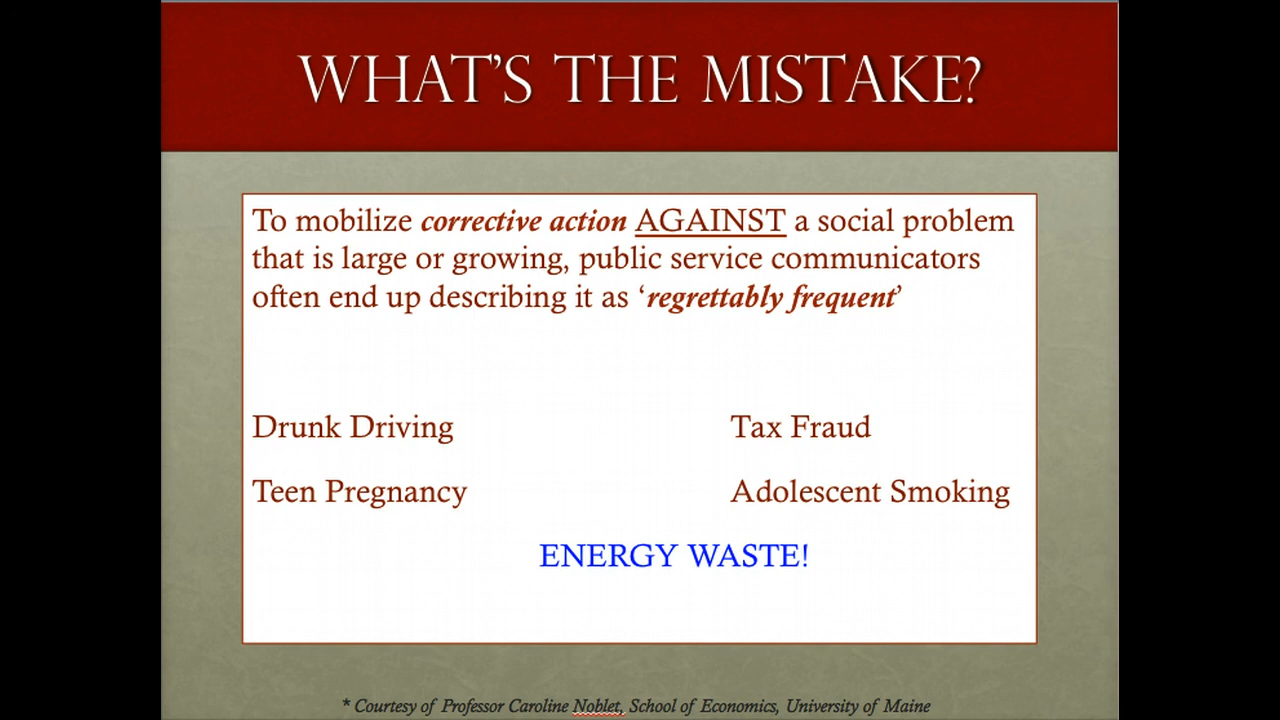 WHAT'S THE MISTAKE?
To mobilize corrective action AGAINST a social problem
that is large or growing, public service communicators
often end up describing it as ‘regrettably frequent’
Drunk Driving Tax Fraud
Teen Pregnancy Adolescent Smoking
ENERGY WASTE!
* Courtesy of Professor Caroline Noblet, School of Economics, University of Maine